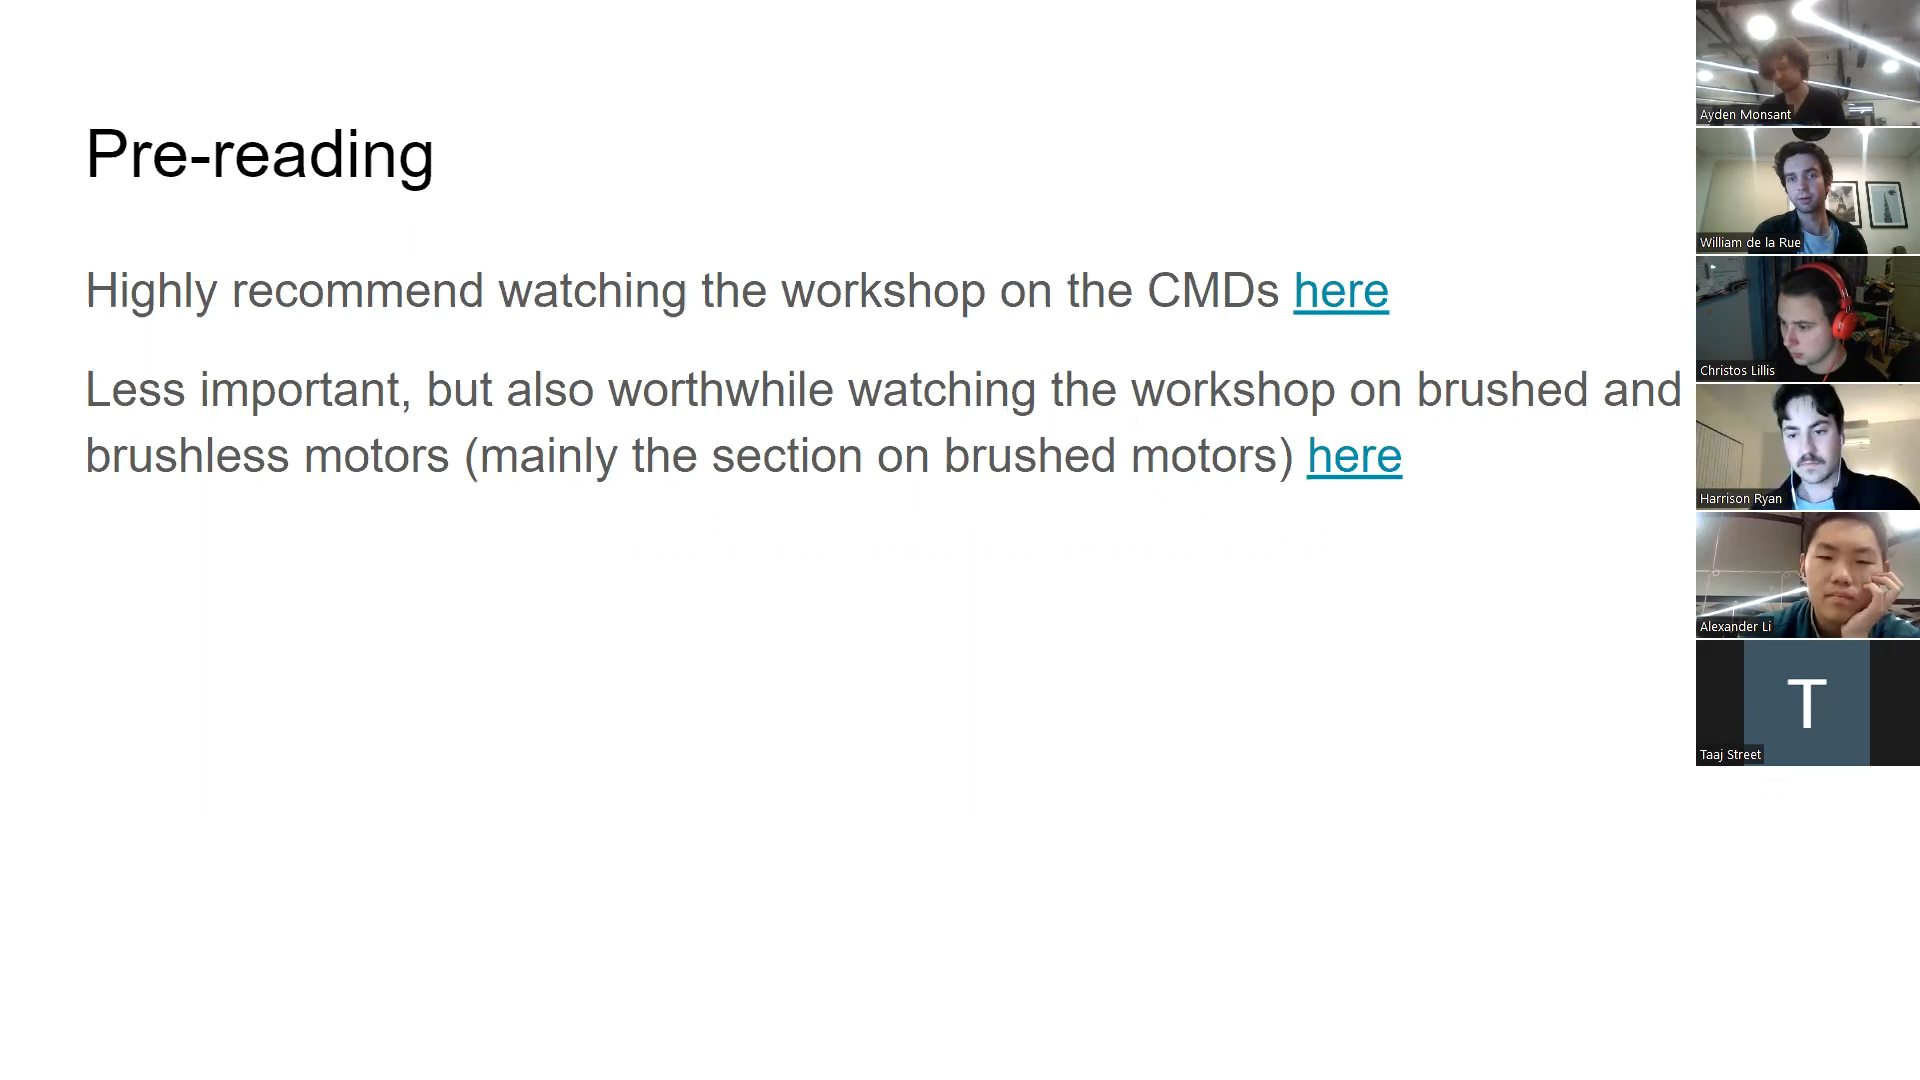 Pre-reading
Highly recommend watching the workshop on the CMDs here
Less important, but also worthwhile watching the workshop on brushed and
brushless motors (mainly the section on brushed motors) here
Ayden Monsant
William de la Rue
Christos Lillis
Harrison Ryan
Alexander Li
T
Taaj Street